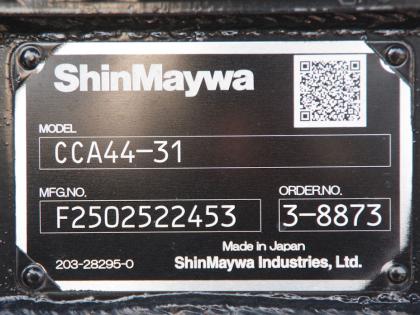 ShinMaywa
MODEL
CCA44-31
MFG.NO. ORDER.NO.
F2502522453 3-8873
Made in Japan
203-28295-0 ShinMaywa Industries, Ltd.